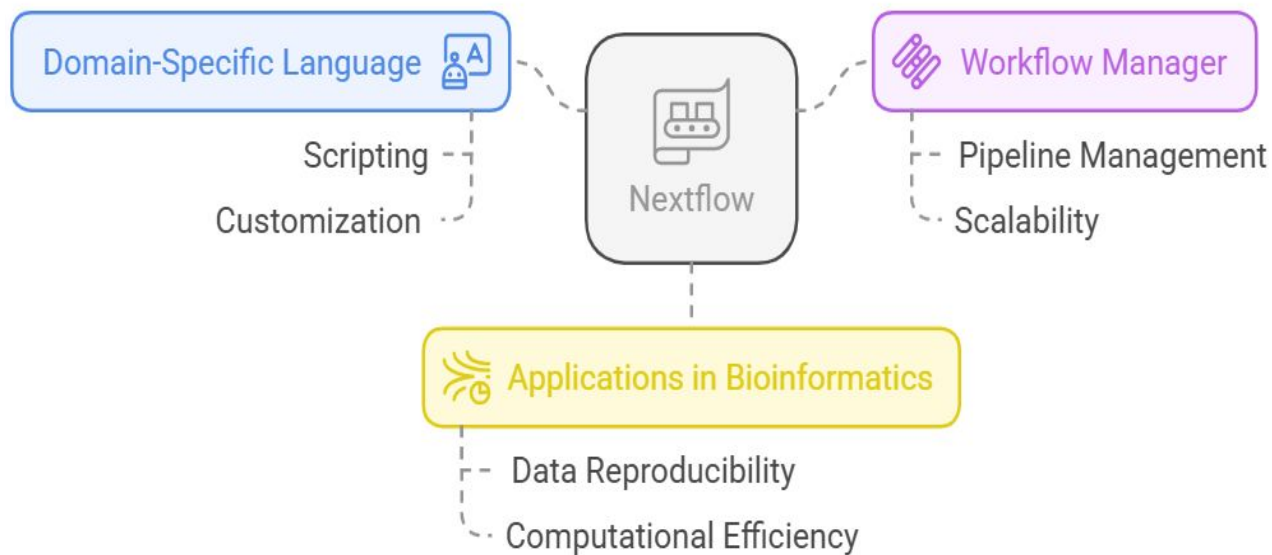 Domain-Specific Language
Scripting
Customization
Nextflow
Workflow Manager
Pipeline Management
Scalability
Applications in Bioinformatics
Data Reproducibility
Computational Efficiency